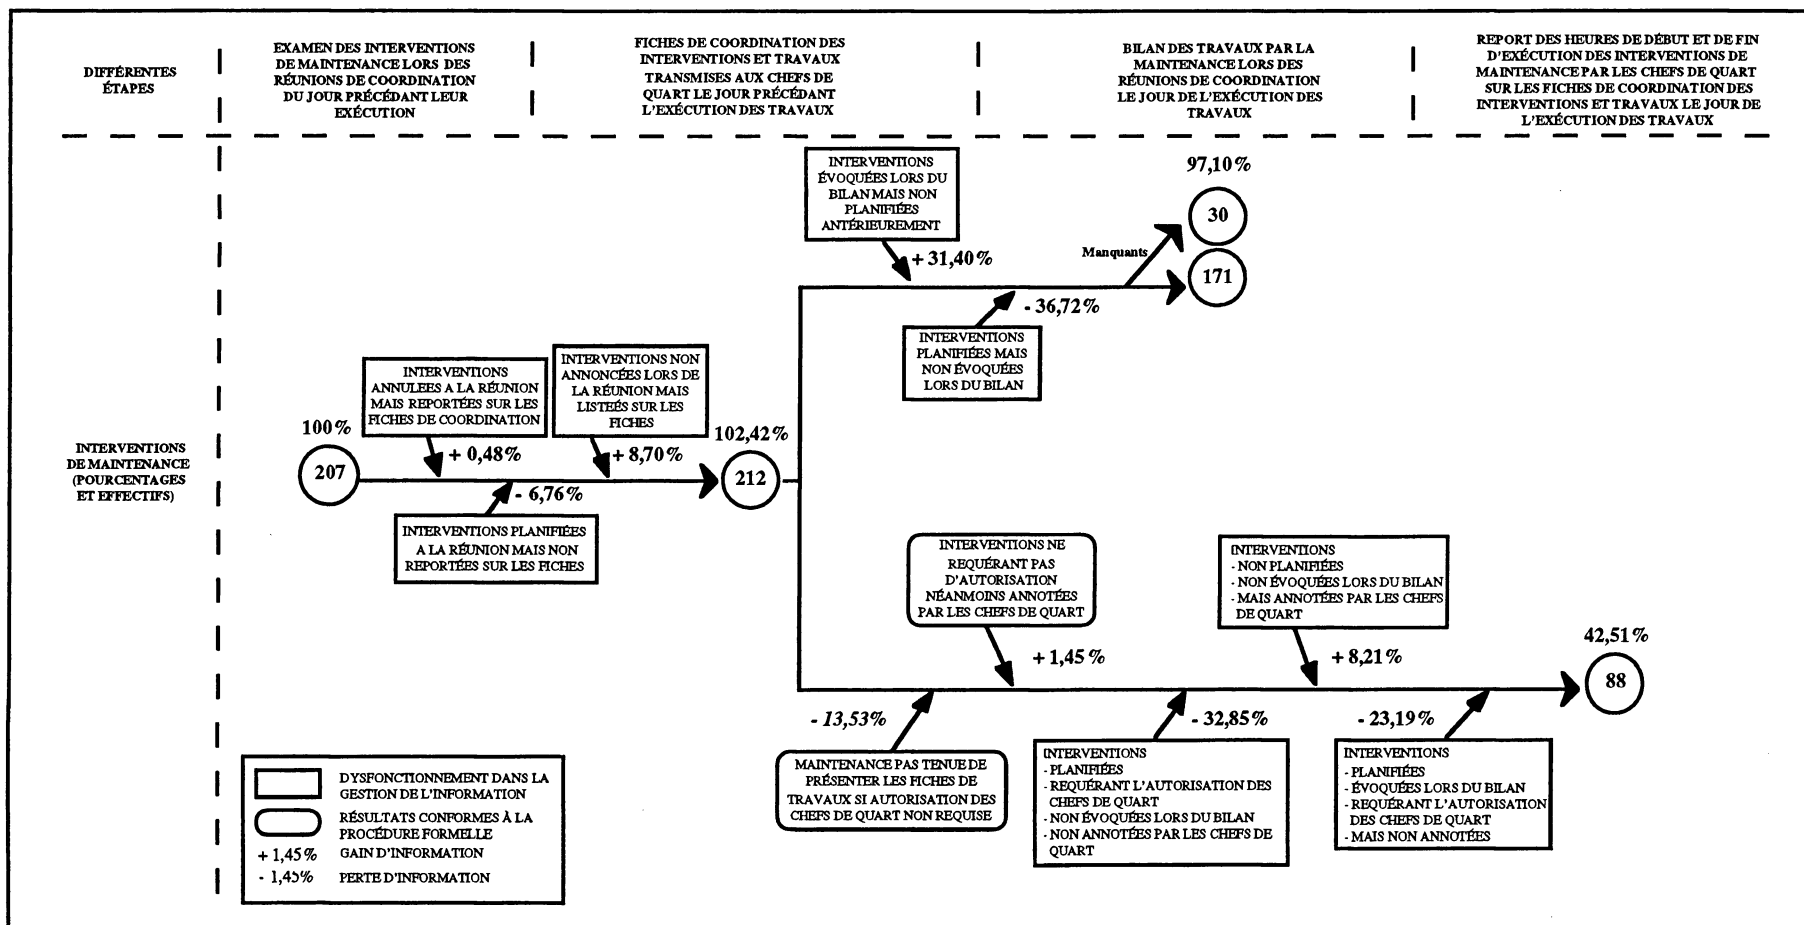 DIFFÉRENTES
ÉTAPES
EXAMEN DES INTERVENTIONS
DE MAINTENANCE LORS DES
RÉUNIONS DE COORDINATION
DU JOUR PRÉCÉDANT LEUR
EXÉCUTION
FICHES DE COORDINATION DES
INTERVENTIONS ET TRAVAUX
TRANSMISES AUX CHEFS DE
QUART LE JOUR PRÉCÉDANT
L'EXÉCUTION DES TRAVAUX
BILAN DES TRAVAUX PAR LA
MAINTENANCE LORS DES
RÉUNIONS DE COORDINATION
LE JOUR DE L'EXÉCUTION DES
TRAVAUX
REPORT DES HEURES DE DÉBUT ET DE FIN
D'EXÉCUTION DES INTERVENTIONS DE
MAINTENANCE PAR LES CHEFS DE QUART
SUR LES FICHES DE COORDINATION DES
INTERVENTIONS ET TRAVAUX LE JOUR DE
L'EXÉCUTION DES TRAVAUX
INTERVENTIONS
ÉVOQUÉES LORS DU
BILAN MAIS NON
PLANIFIÉES
ANTÉRIEUREMENT
+ 31,40%
97,10%
30
Manquants
171
- 36,72%
INTERVENTIONS
PLANIFIÉES MAIS
NON ÉVOQUÉES
LORS DU BILAN
INTERVENTIONS
DE MAINTENANCE
(POURCENTAGES
ET EFFECTIFS)
100%
207
INTERVENTIONS
ANNULEES A LA RÉUNION
MAIS REPORTÉES SUR LES
FICHES DE COORDINATION
+ 0,48%
INTERVENTIONS NON
ANNONCÉES LORS DE
LA RÉUNION MAIS
LISTEÉS SUR LES
FICHES
+ 8,70%
102,42%
212
- 6,76%
INTERVENTIONS PLANIFIÉES
A LA RÉUNION MAIS NON
REPORTÉES SUR LES FICHES
INTERVENTIONS NE
REQUÉRANT PAS
D'AUTORISATION
NÉANMOINS ANNOTÉES
PAR LES CHEFS DE QUART
+ 1,45%
INTERVENTIONS
- NON PLANIFIÉES
- NON ÉVOQUÉES LORS DU BILAN
- MAIS ANNOTÉES PAR LES CHEFS
DE QUART
+ 8,21%
42,51%
88
- 13,53%
MAINTENANCE PAS TENUE DE
PRÉSENTER LES FICHES DE
TRAVAUX SI AUTORISATION DES
CHEFS DE QUART NON REQUISE
- 32,85%
INTERVENTIONS
- PLANIFIÉES
- REQUÉRANT L'AUTORISATION DES
CHEFS DE QUART
- NON ÉVOQUÉES LORS DU BILAN
- NON ANNOTÉES PAR LES CHEFS DE
QUART
- 23,19%
INTERVENTIONS
- PLANIFIÉES
- ÉVOQUÉES LORS DU BILAN
- REQUÉRANT L'AUTORISATION
DES CHEFS DE QUART
- MAIS NON ANNOTÉES
DYSFONCTIONNEMENT DANS LA
GESTION DE L'INFORMATION
RÉSULTATS CONFORMES À LA
PROCÉDURE FORMELLE
+ 1,45% GAIN D'INFORMATION
- 1,45% PERTE D'INFORMATION